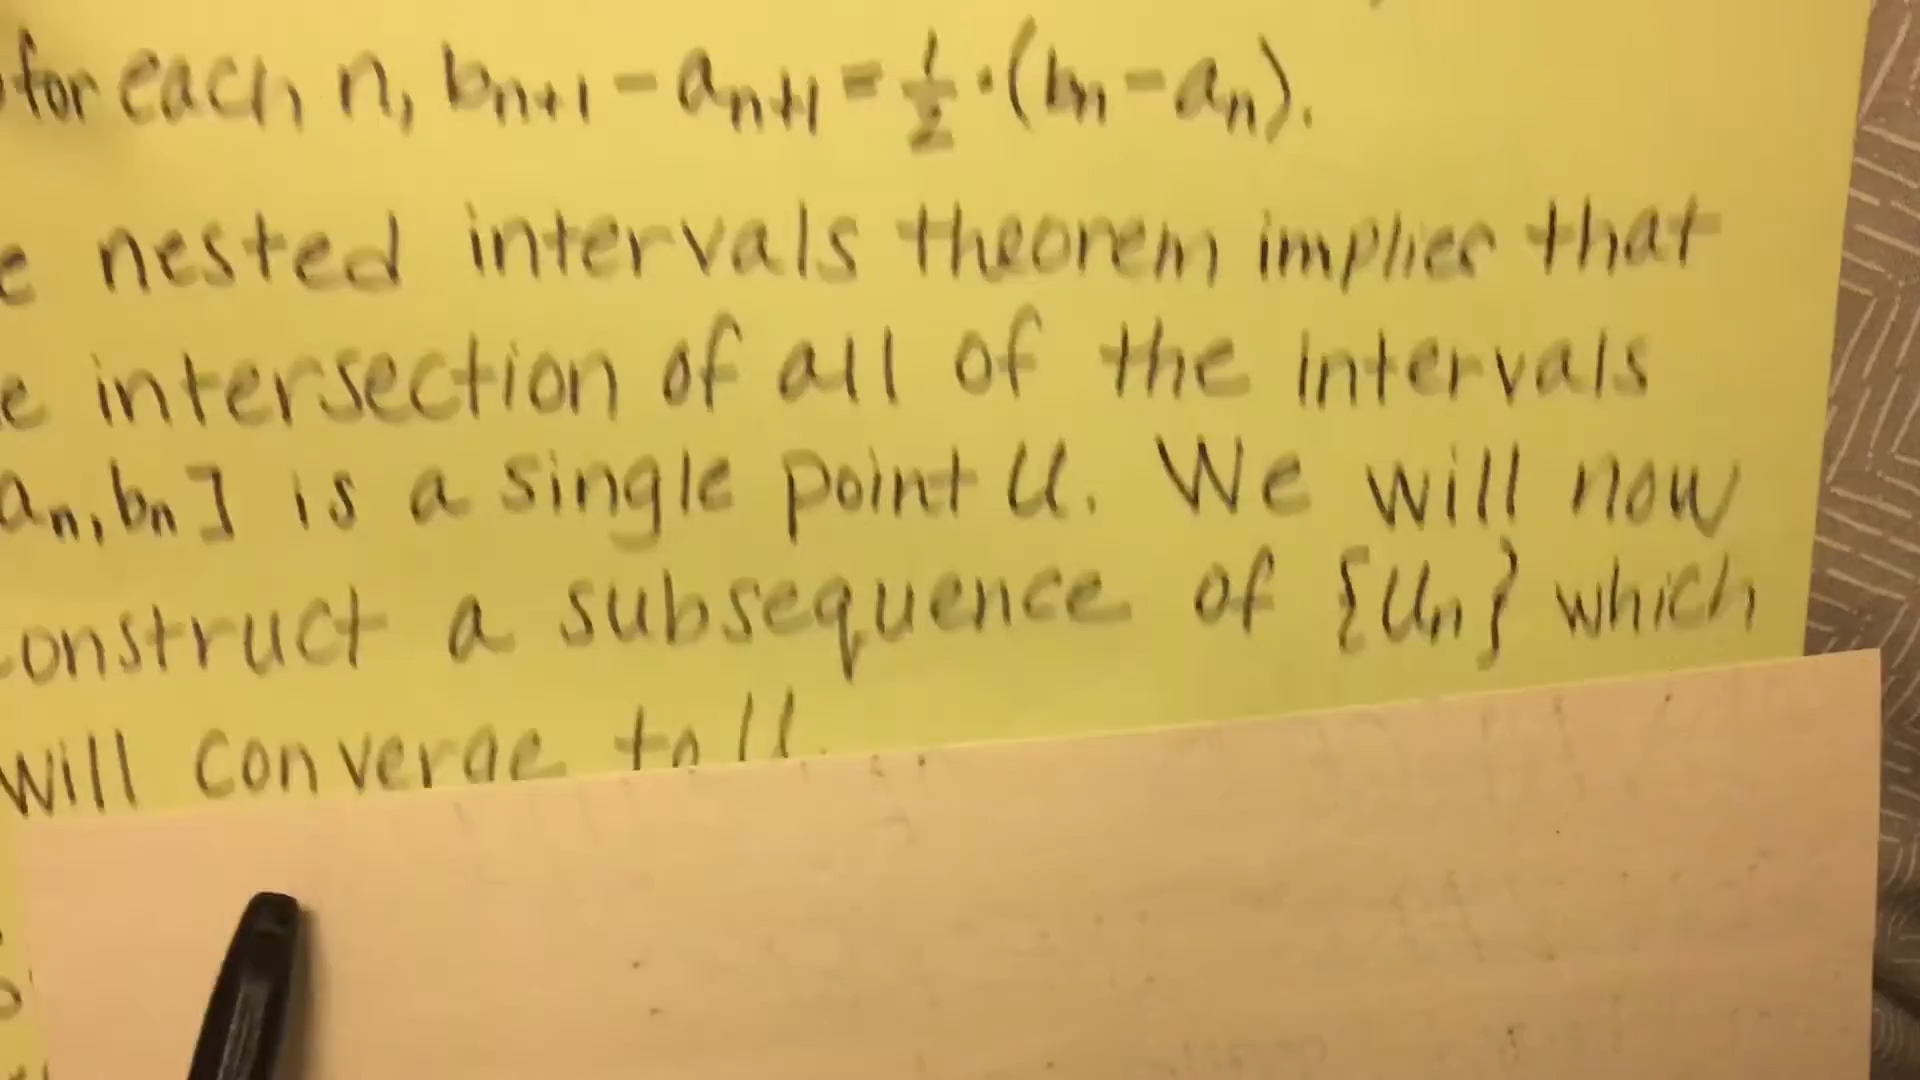 for each n, bn+1 - an+1 = 1/2 · (bn - an).
e nested intervals theorem implies that
e intersection of all of the intervals
an, bn] is a single point U. We will now
onstruct a subsequence of {Un} which
will converge to U.